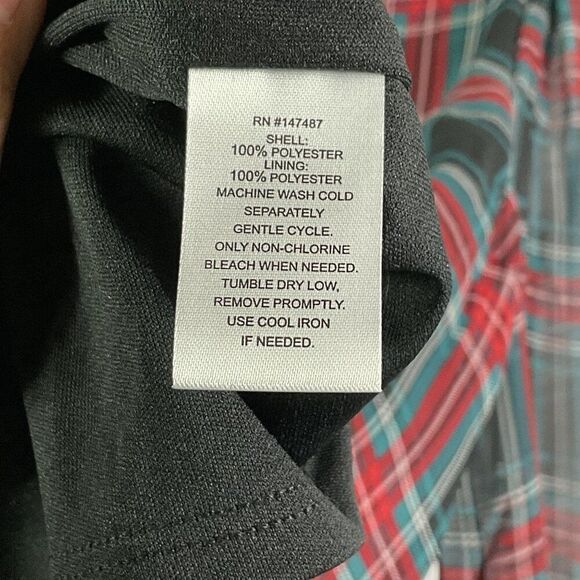 RN #147487
SHELL:
100% POLYESTER
LINING:
100% POLYESTER
MACHINE WASH COLD
SEPARATELY
GENTLE CYCLE.
ONLY NON-CHLORINE
BLEACH WHEN NEEDED.
TUMBLE DRY LOW,
REMOVE PROMPTLY.
USE COOL IRON
IF NEEDED.